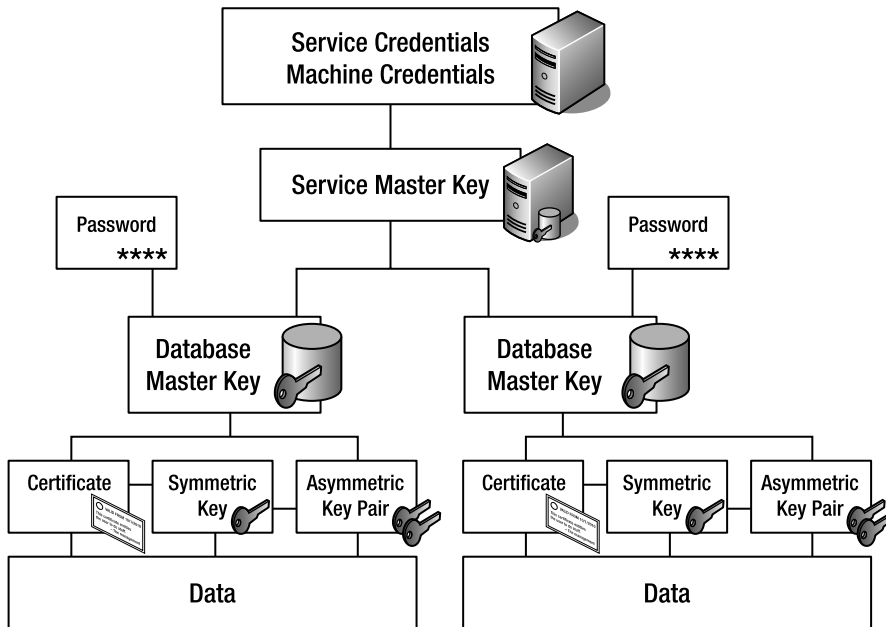 Service Credentials
Machine Credentials
Service Master Key
Password
****
Password
****
Database
Master Key
Database
Master Key
Certificate
Symmetric
Key
Asymmetric
Key Pair
Certificate
Symmetric
Key
Asymmetric
Key Pair
Data
Data